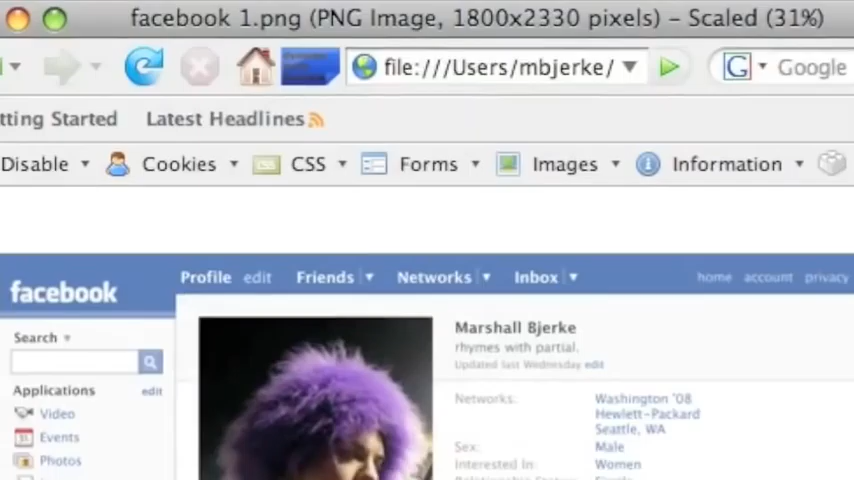 facebook 1.png (PNG Image, 1800x2330 pixels) – Scaled (31%)
file:///Users/mbjerke/ G Google
tting Started Latest Headlines
Disable Cookies CSS Forms Images Information
facebook Profile edit Friends Networks Inbox home account privacy
Search
Applications edit
Video
Events
Photos
Marshall Bjerke
rhymes with partial.
Updated last Wednesday edit
Networks: Washington '08
Hewlett-Packard
Seattle, WA
Sex: Male
Interested In: Women